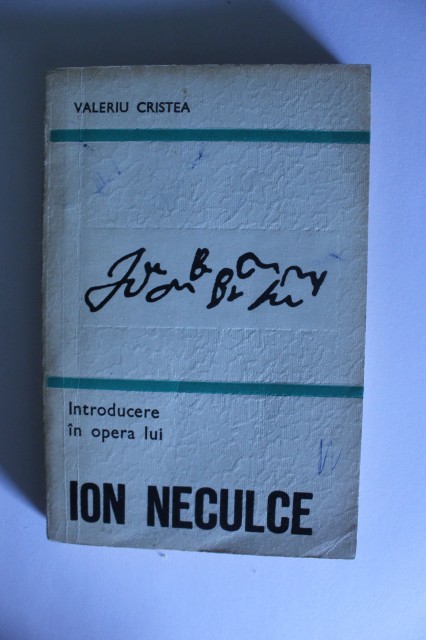 VALERIU CRISTEA
Introducere
în opera lui
ION NECULCE